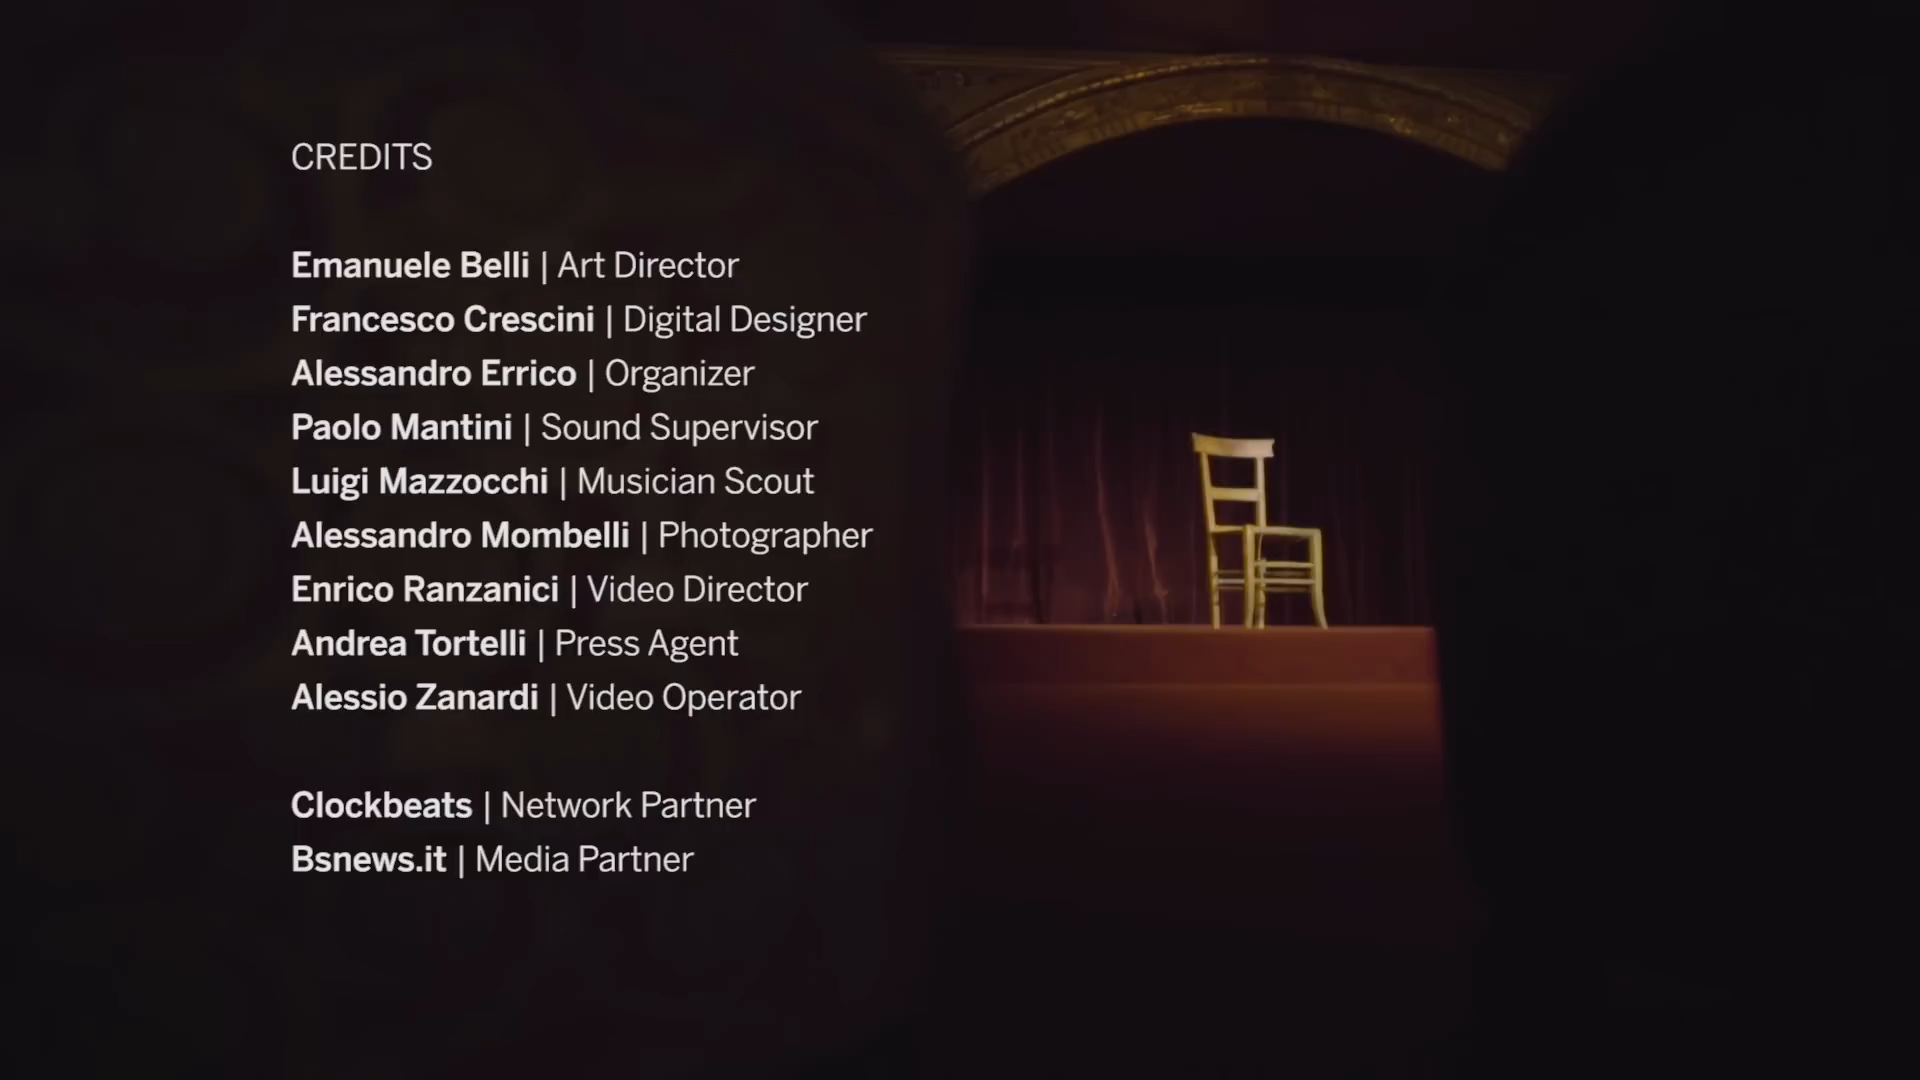 CREDITS
Emanuele Belli | Art Director
Francesco Crescini | Digital Designer
Alessandro Errico | Organizer
Paolo Mantini | Sound Supervisor
Luigi Mazzocchi | Musician Scout
Alessandro Mombelli | Photographer
Enrico Ranzanici | Video Director
Andrea Tortelli | Press Agent
Alessio Zanardi | Video Operator
Clockbeats | Network Partner
Bsnews.it | Media Partner